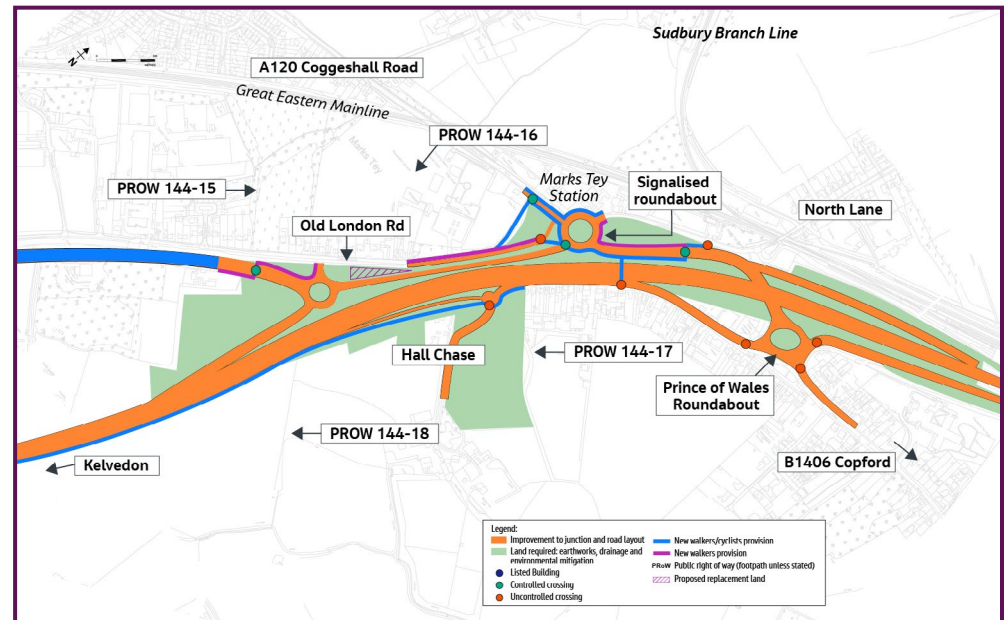 Sudbury Branch Line
N
A120 Coggeshall Road
Great Eastern Mainline
PROW 144-16
Marks Tey
PROW 144-15
Marks Tey
Station
Signalised
roundabout
North Lane
Old London Rd
Hall Chase
PROW 144-17
Prince of Wales
Roundabout
PROW 144-18
Kelvedon
B1406 Copford
Legend:
Improvement to junction and road layout
Land required: earthworks, drainage and
environmental mitigation
Listed Building
Controlled crossing
Uncontrolled crossing
New walkers/cyclists provision
New walkers provision
PRoW Public right of way (footpath unless stated)
Proposed replacement land